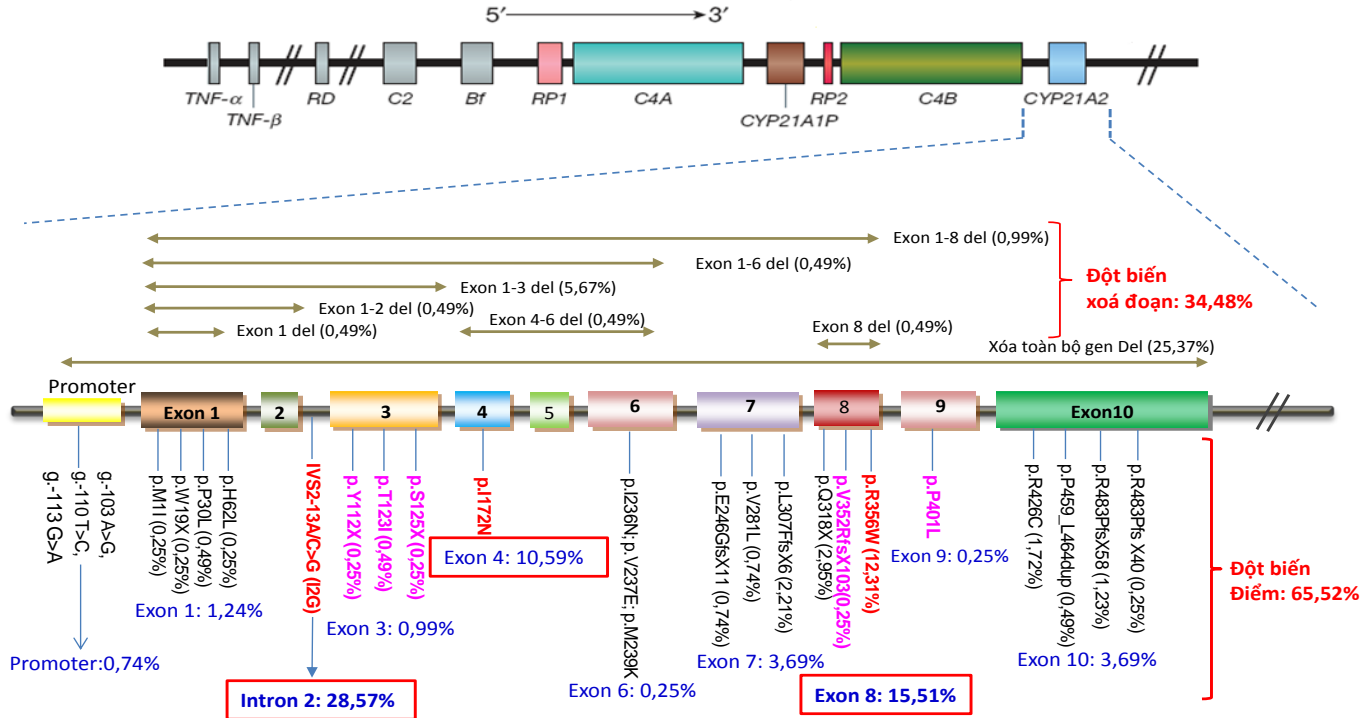 5′ 3′
TNF-α
TNF-β
RD
C2
Bf
RP1
C4A
CYP21A1P
RP2
C4B
CYP21A2
Exon 1-8 del (0,99%)
Exon 1-6 del (0,49%)
Exon 1-3 del (5,67%)
Exon 1-2 del (0,49%)
Exon 1 del (0,49%)
Exon 4-6 del (0,49%)
Exon 8 del (0,49%)
Xóa toàn bộ gen Del (25,37%)
Đột biến
xoá đoạn: 34,48%
Promoter
Exon 1
2
3
4
5
6
7
8
9
Exon10
g.-113 G>A
g.-110 T>C,
g.-103 A>G,
p.M1I (0,25%)
p.W19X (0,25%)
p.P30L (0,49%)
p.H62L (0,25%)
IVS2-13A/C>G (I2G)
p.Y112X (0,25%)
p.T123I (0,49%)
p.S125X (0,25%)
p.I172N
p.I236N; p.V237E; p.M239K
p.E246GfsX11 (0,74%)
p.V281L (0,74%)
p.L307FfsX6 (2,21%)
p.Q318X (2,95%)
p.V352RfsX103(0,25%)
p.R356W (12,31%)
p.P401L
p.R426C (1,72%)
p.P459_L464dup (0,49%)
p.R483PfsX58 (1,23%)
p.R483Pfs X40 (0,25%)
Promoter:0,74%
Exon 1: 1,24%
Intron 2: 28,57%
Exon 3: 0,99%
Exon 4: 10,59%
Exon 6: 0,25%
Exon 7: 3,69%
Exon 8: 15,51%
Exon 9: 0,25%
Exon 10: 3,69%
Đột biến
Điểm: 65,52%